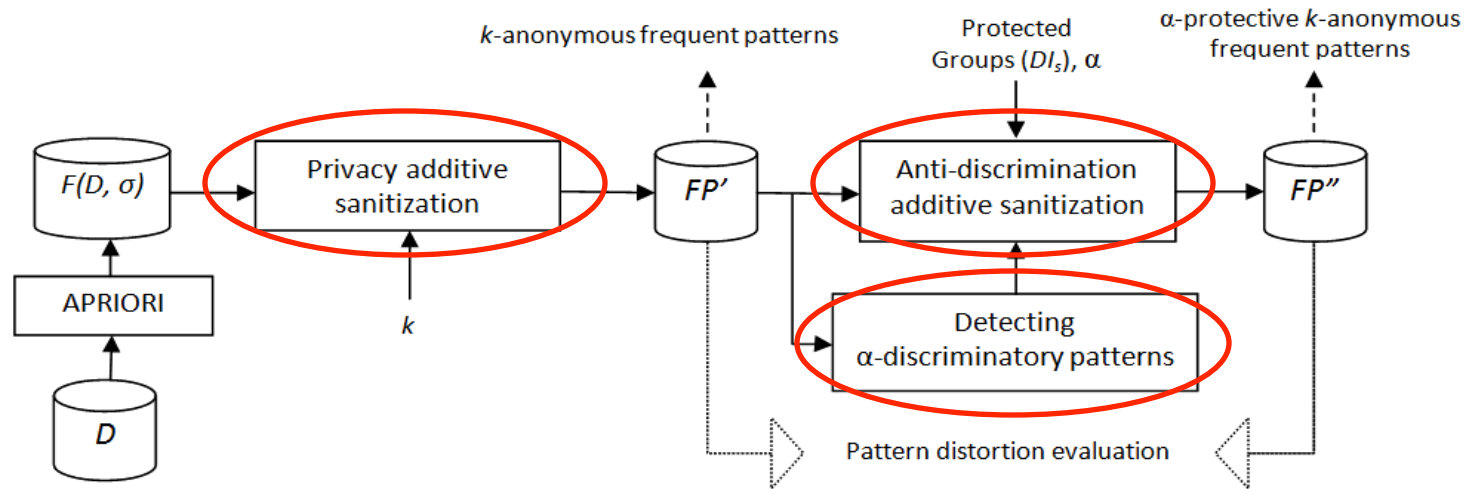 k-anonymous frequent patterns
Protected
Groups (DIs), α
α-protective k-anonymous
frequent patterns
F(D, σ)
Privacy additive
sanitization
FP’
Anti-discrimination
additive sanitization
FP”
APRIORI
k
Detecting
α-discriminatory patterns
D
Pattern distortion evaluation